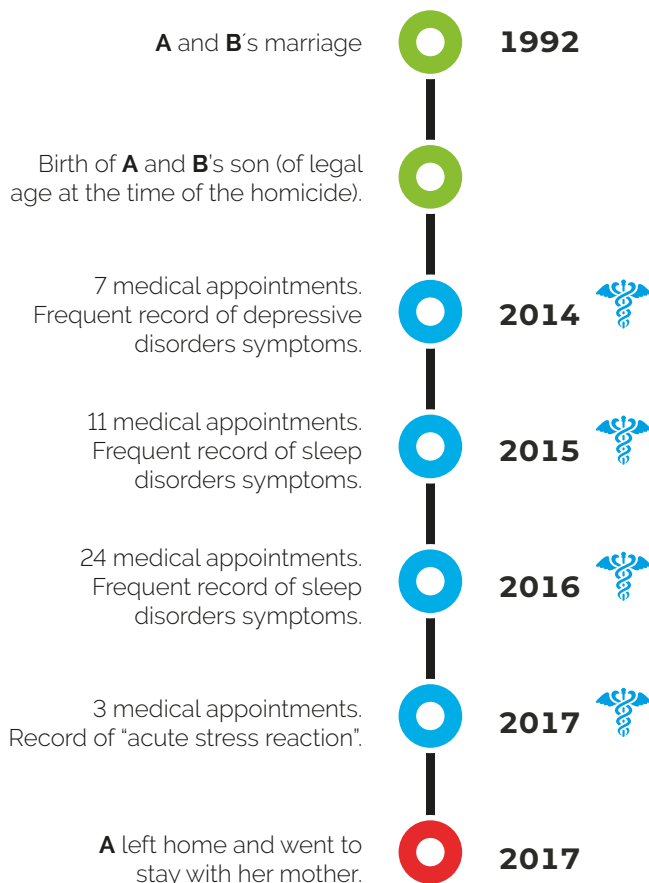 A and B´s marriage
1992
Birth of A and B's son (of legal
age at the time of the homicide).
7 medical appointments.
Frequent record of depressive
disorders symptoms.
2014
11 medical appointments.
Frequent record of sleep
disorders symptoms.
2015
24 medical appointments.
Frequent record of sleep
disorders symptoms.
2016
3 medical appointments.
Record of “acute stress reaction”.
2017
A left home and went to
stay with her mother.
2017